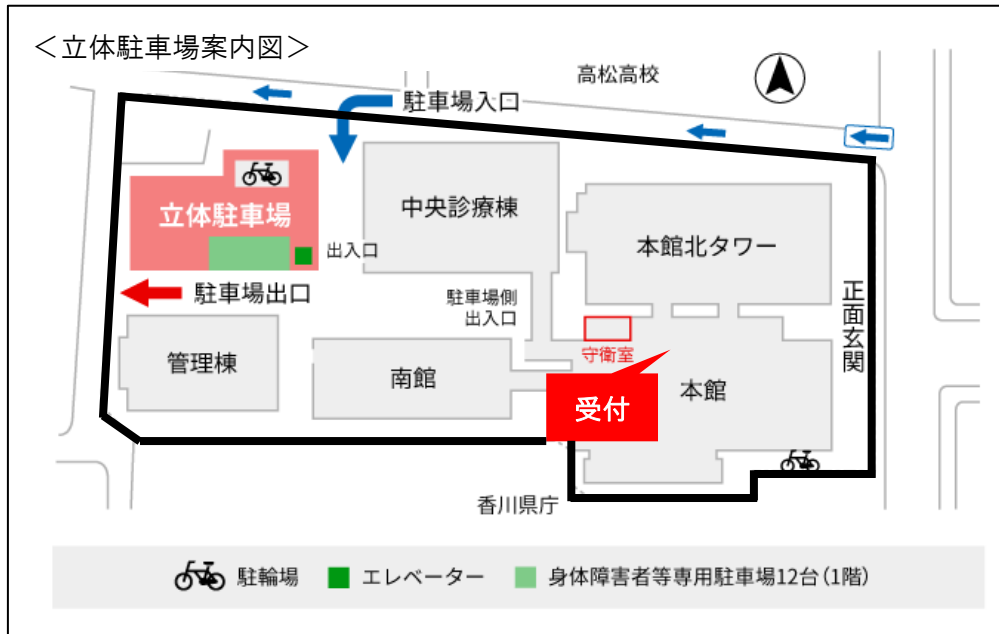 ＜立体駐車場案内図＞
高松高校
駐車場入口
中央診療棟
立体駐車場
本館北タワー
出入口
駐車場出口
駐車場側
出入口
正面玄関
守衛室
管理棟
南館
受付
本館
香川県庁
駐輪場
エレベーター
身体障害者等専用駐車場12台（1階）